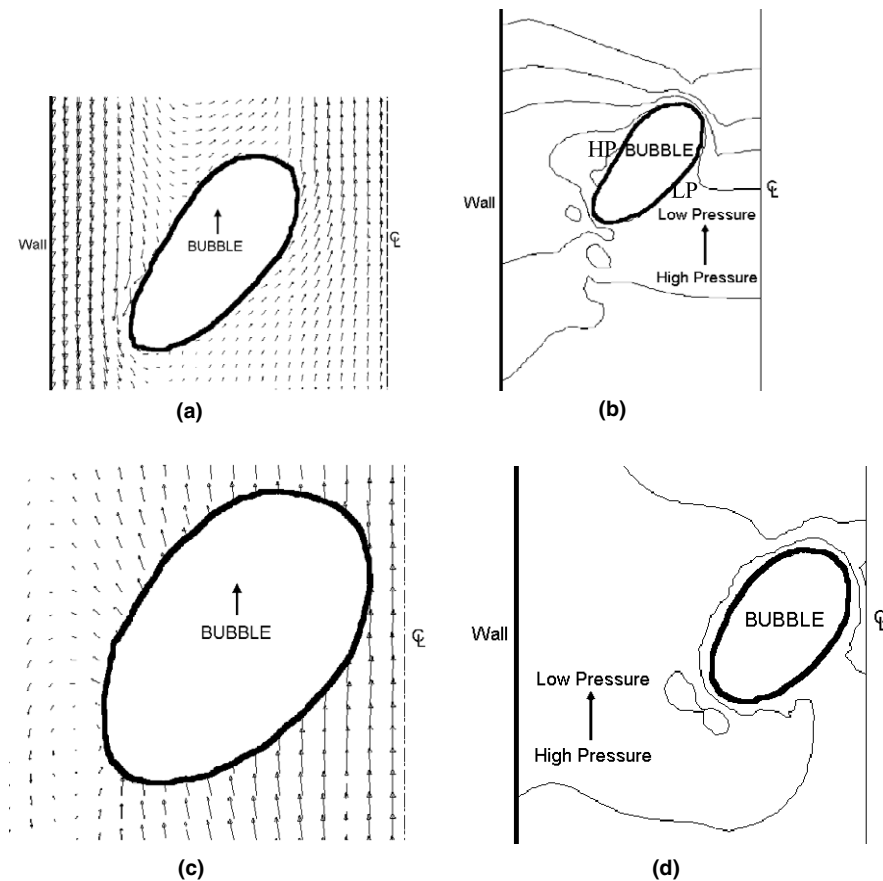 Wall
BUBBLE
℄
(a)
Wall
HP
BUBBLE
LP
Low Pressure
High Pressure
℄
(b)
BUBBLE
℄
(c)
Wall
BUBBLE
Low Pressure
High Pressure
℄
(d)